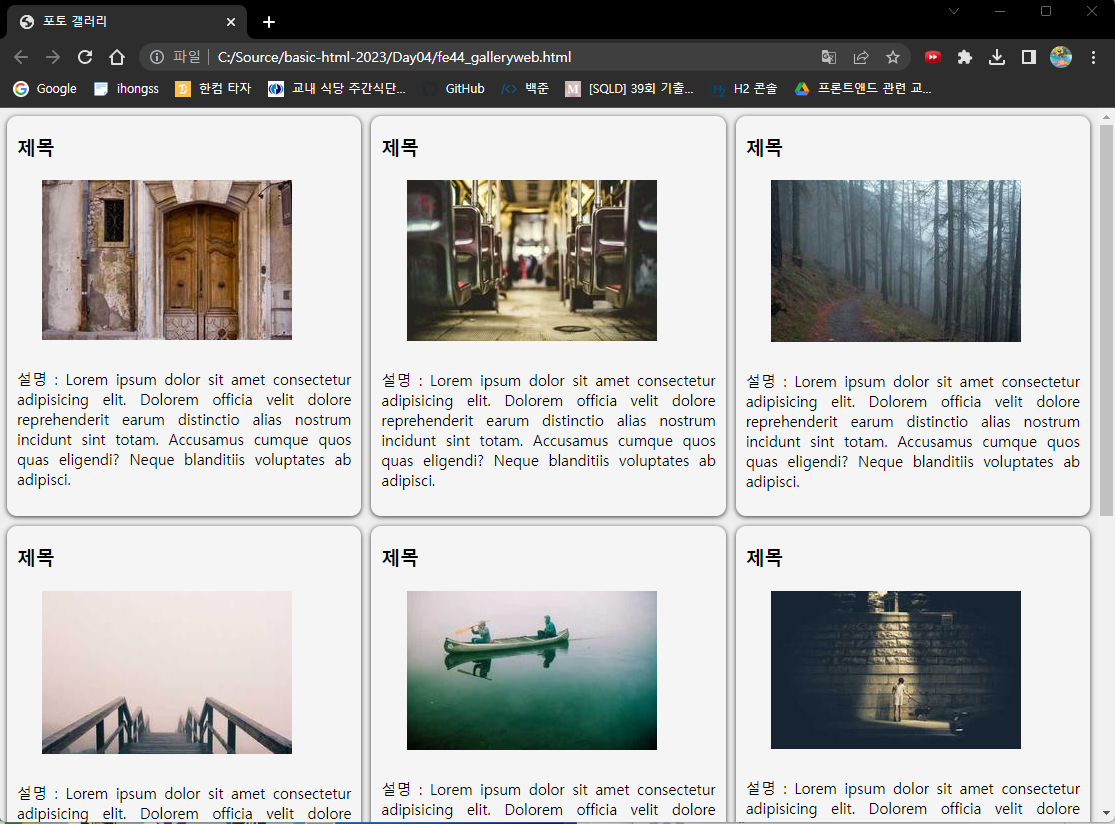 포토 갤러리
파일 C:/Source/basic-html-2023/Day04/fe44_galleryweb.html
Google ihongss 한컴 타자 교내 식당 주간식단... GitHub 백준 [SQLD] 39회 기출... H2 콘솔 프론트앤드 관련 교...
제목
설명 : Lorem ipsum dolor sit amet consectetur
adipisicing elit. Dolorem officia velit dolore
reprehenderit earum distinctio alias nostrum
incidunt sint totam. Accusamus cumque quos
quas eligendi? Neque blanditiis voluptates ab
adipisci.
제목
설명 : Lorem ipsum dolor sit amet consectetur
adipisicing elit. Dolorem officia velit dolore
reprehenderit earum distinctio alias nostrum
incidunt sint totam. Accusamus cumque quos
quas eligendi? Neque blanditiis voluptates ab
adipisci.
제목
설명 : Lorem ipsum dolor sit amet consectetur
adipisicing elit. Dolorem officia velit dolore
reprehenderit earum distinctio alias nostrum
incidunt sint totam. Accusamus cumque quos
quas eligendi? Neque blanditiis voluptates ab
adipisci.
제목
설명 : Lorem ipsum dolor sit amet consectetur
adipisicing elit. Dolorem officia velit dolore
제목
설명 : Lorem ipsum dolor sit amet consectetur
adipisicing elit. Dolorem officia velit dolore
제목
설명 : Lorem ipsum dolor sit amet consectetur
adipisicing elit. Dolorem officia velit dolore